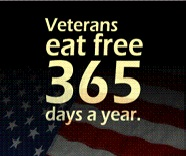 Veterans
eat free
365
days a year.